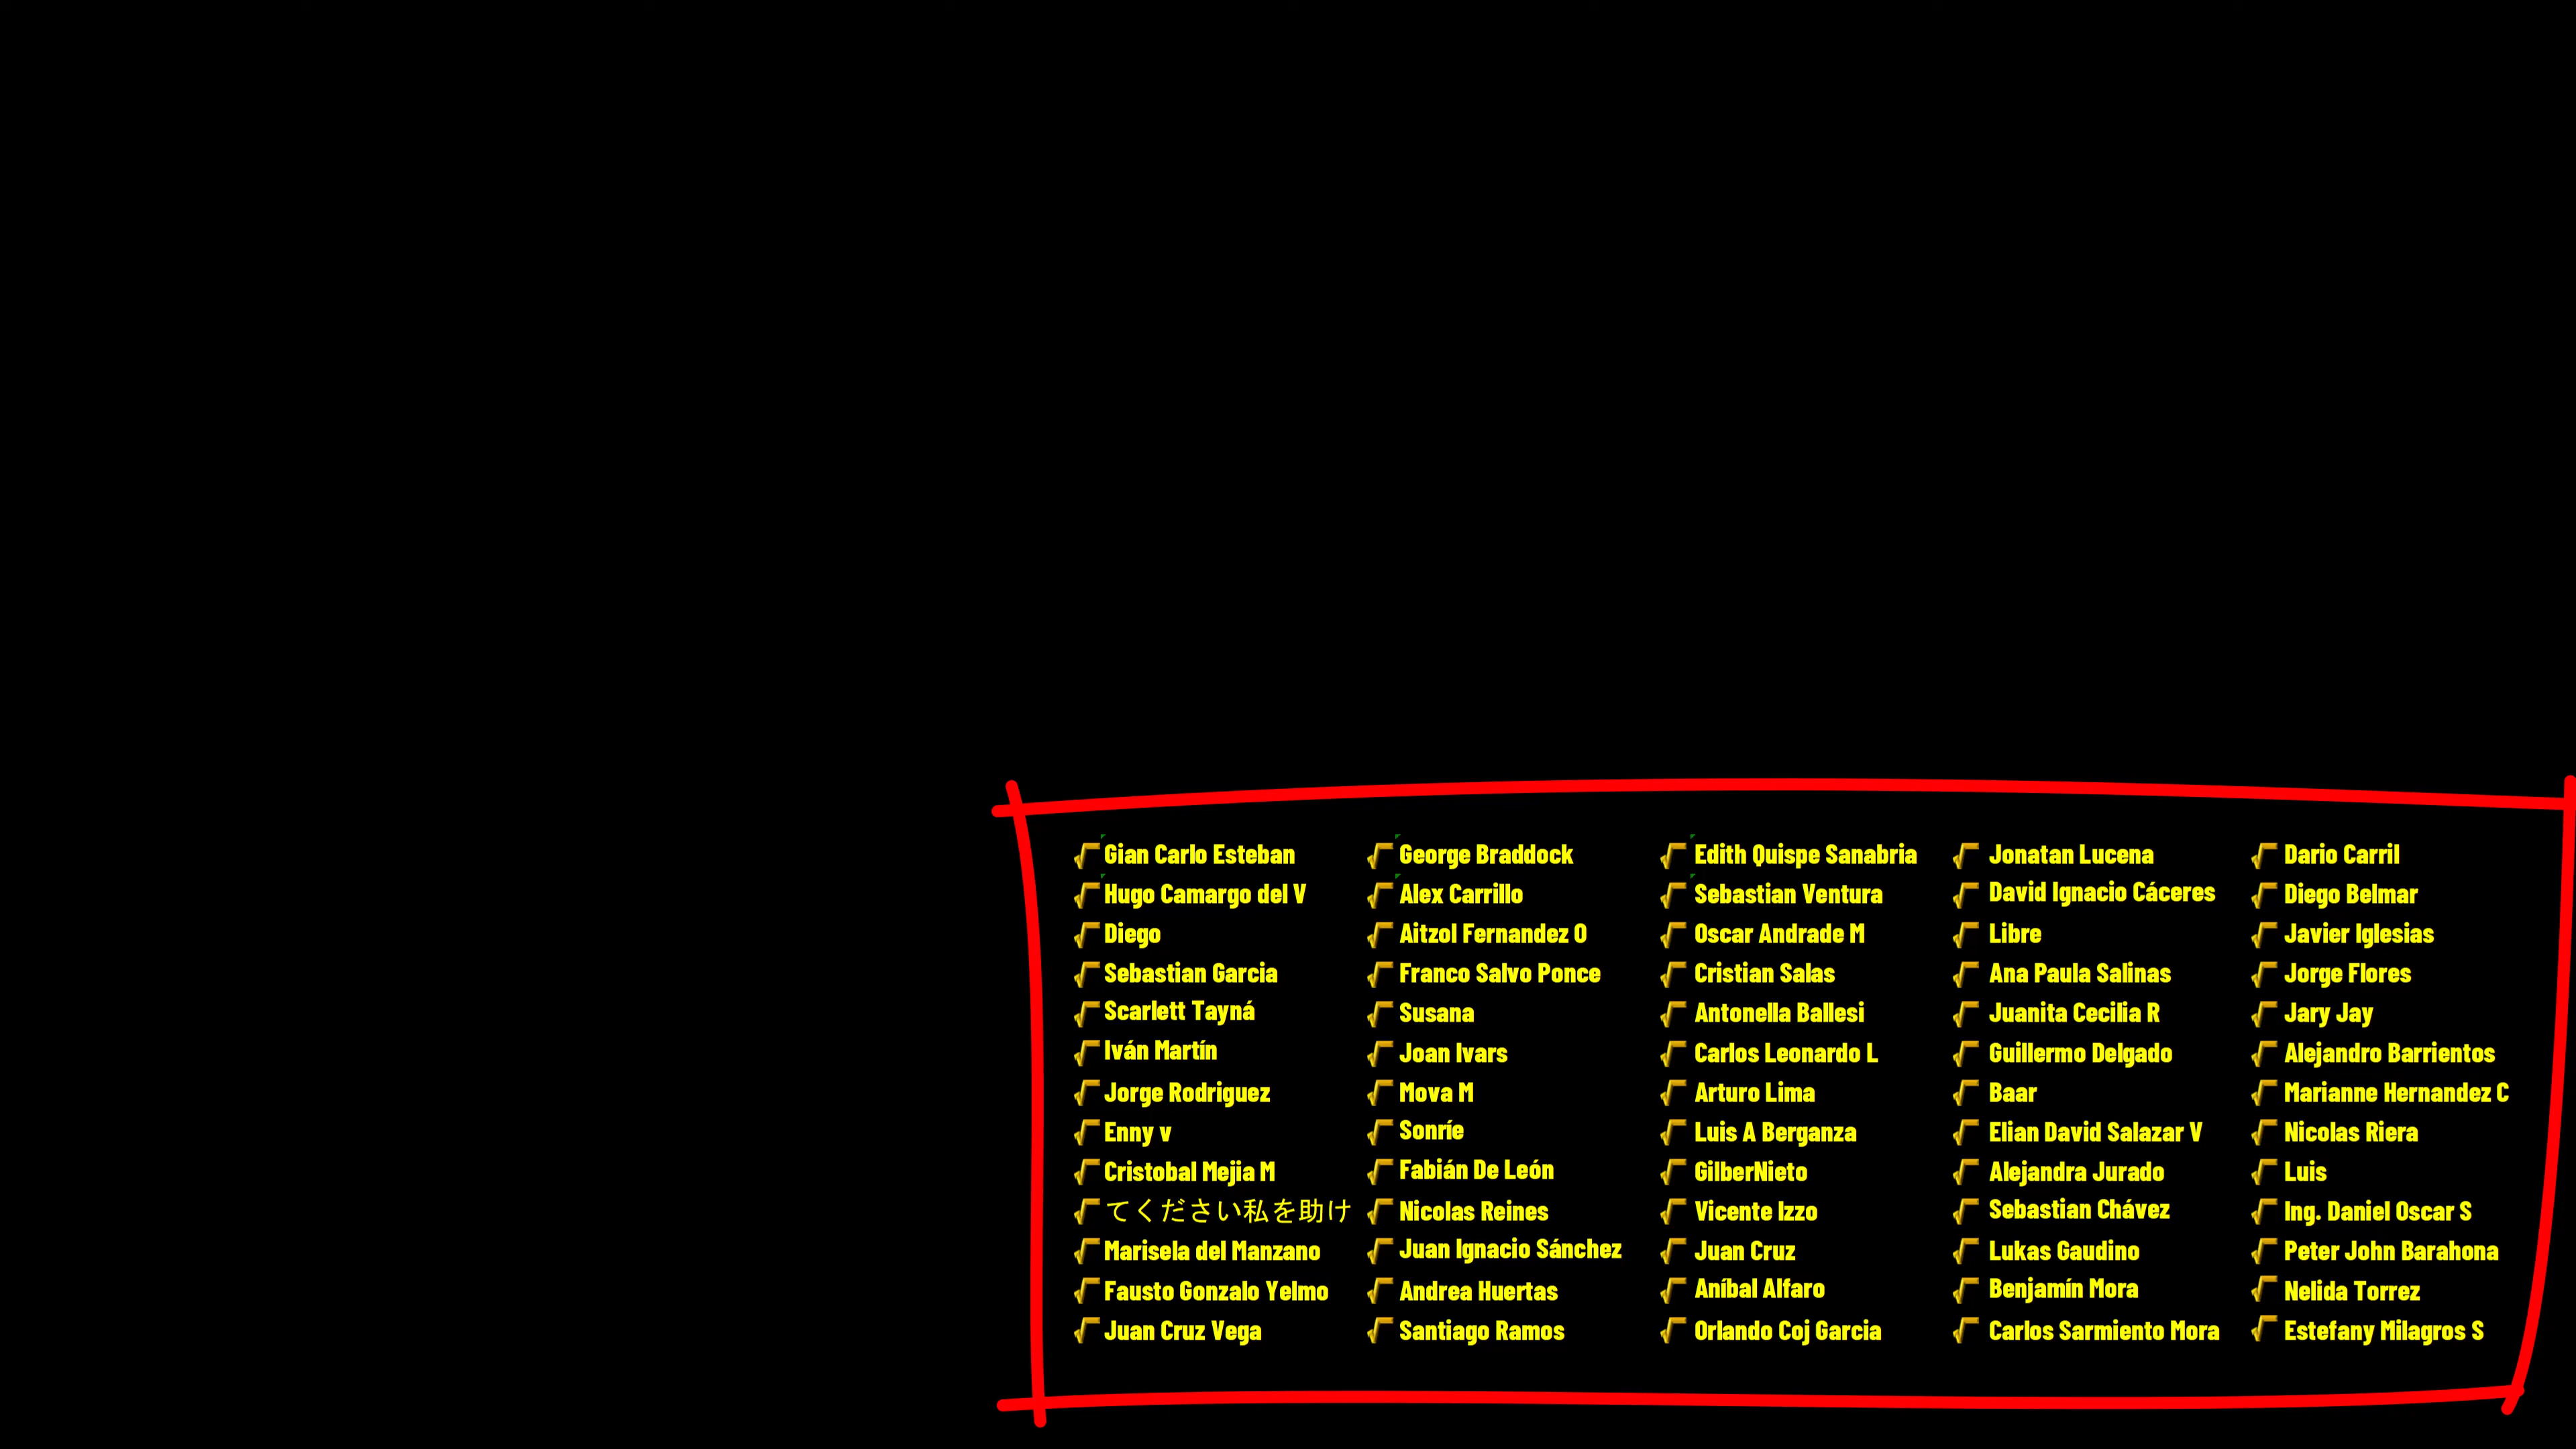 Gian Carlo Esteban
Hugo Camargo del V
Diego
Sebastian Garcia
Scarlett Tayná
Iván Martín
Jorge Rodriguez
Enny v
Cristobal Mejia M
てください私を助け
Marisela del Manzano
Fausto Gonzalo Yelmo
Juan Cruz Vega
George Braddock
Alex Carrillo
Aitzol Fernandez O
Franco Salvo Ponce
Susana
Joan Ivars
Mova M
Sonríe
Fabián De León
Nicolas Reines
Juan Ignacio Sánchez
Andrea Huertas
Santiago Ramos
Edith Quispe Sanabria
Sebastian Ventura
Oscar Andrade M
Cristian Salas
Antonella Ballesi
Carlos Leonardo L
Arturo Lima
Luis A Berganza
GilberNieto
Vicente Izzo
Juan Cruz
Aníbal Alfaro
Orlando Coj Garcia
Jonatan Lucena
David Ignacio Cáceres
Libre
Ana Paula Salinas
Juanita Cecilia R
Guillermo Delgado
Baar
Elian David Salazar V
Alejandra Jurado
Sebastian Chávez
Lukas Gaudino
Benjamín Mora
Carlos Sarmiento Mora
Dario Carril
Diego Belmar
Javier Iglesias
Jorge Flores
Jary Jay
Alejandro Barrientos
Marianne Hernandez C
Nicolas Riera
Luis
Ing. Daniel Oscar S
Peter John Barahona
Nelida Torrez
Estefany Milagros S